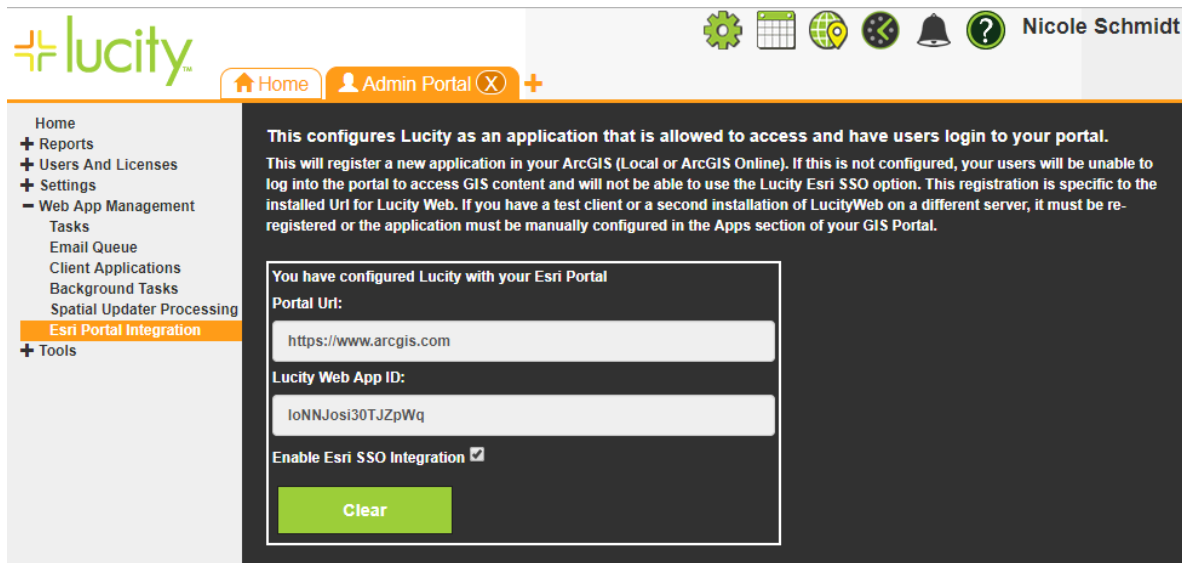 lucity™
Nicole Schmidt
Home
Admin Portal X
Home
Reports
Users And Licenses
Settings
Web App Management
Tasks
Email Queue
Client Applications
Background Tasks
Spatial Updater Processing
Esri Portal Integration
Tools
This configures Lucity as an application that is allowed to access and have users login to your portal.
This will register a new application in your ArcGIS (Local or ArcGIS Online). If this is not configured, your users will be unable to
log into the portal to access GIS content and will not be able to use the Lucity Esri SSO option. This registration is specific to the
installed Url for Lucity Web. If you have a test client or a second installation of LucityWeb on a different server, it must be re-
registered or the application must be manually configured in the Apps section of your GIS Portal.
You have configured Lucity with your Esri Portal
Portal Url:
https://www.arcgis.com
Lucity Web App ID:
IoNNJosi30TJZpWq
Enable Esri SSO Integration
Clear